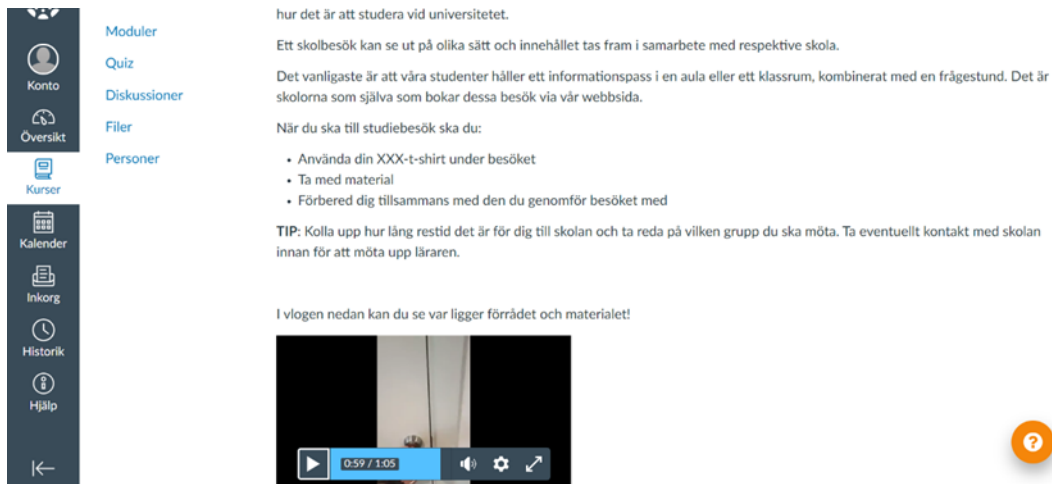 hur det är att studera vid universitetet.
Moduler
Ett skolbesök kan se ut på olika sätt och innehållet tas fram i samarbete med respektive skola.
Quiz
Konto
Det vanligaste är att våra studenter håller ett informationspass i en aula eller ett klassrum, kombinerat med en frågestund. Det är
Diskussioner
skolorna som själva som bokar dessa besök via vår webbsida.
Filer
När du ska till studiebesök ska du:
Översikt
Personer
• Använda din XXX-t-shirt under besöket
• Ta med material
Kurser
• Förbered dig tillsammans med den du genomför besöket med
TIP: Kolla upp hur lång restid det är för dig till skolan och ta reda på vilken grupp du ska möta. Ta eventuellt kontakt med skolan
Kalender
innan för att möta upp läraren.
Inkorg
I vlogen nedan kan du se var ligger förrådet och materialet!
Historik
Hjälp
0:59 / 1:05